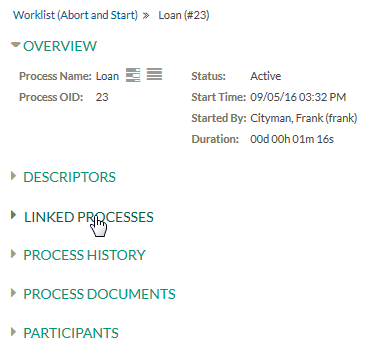 Worklist (Abort and Start) » Loan (#23)
OVERVIEW
Process Name: Loan Status: Active
Process OID: 23 Start Time: 09/05/16 03:32 PM
Started By: Cityman, Frank (frank)
Duration: 00d 00h 01m 16s
DESCRIPTORS
LINKED PROCESSES
PROCESS HISTORY
PROCESS DOCUMENTS
PARTICIPANTS